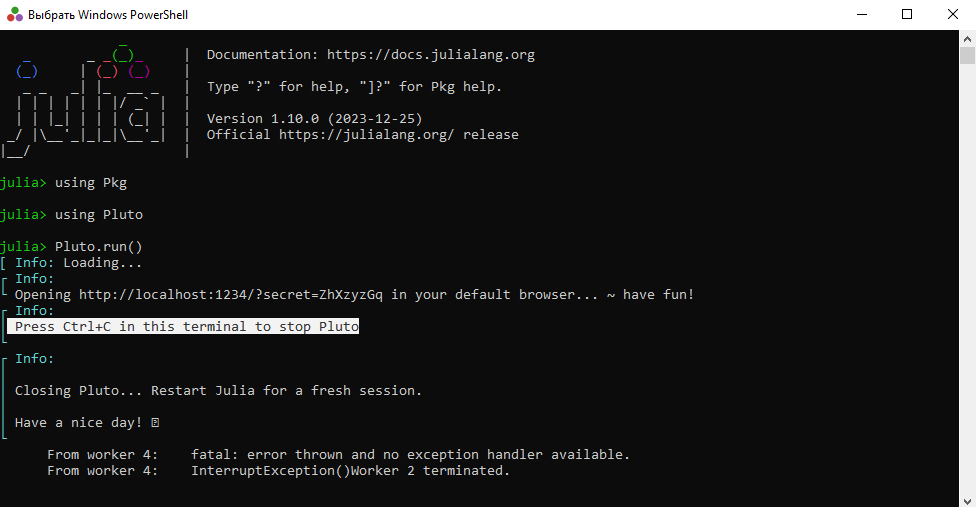 Выбрать Windows PowerShell
Documentation: https://docs.julialang.org
Type "?" for help, "]?" for Pkg help.
Version 1.10.0 (2023-12-25)
Official https://julialang.org/ release
julia> using Pkg
julia> using Pluto
julia> Pluto.run()
[ Info: Loading...
┌ Info:
└ Opening http://localhost:1234/?secret=ZhXzyzGq in your default browser... ~ have fun!
┌ Info:
│ Press Ctrl+C in this terminal to stop Pluto
└
┌ Info:
│ Closing Pluto... Restart Julia for a fresh session.
│ Have a nice day!
└
From worker 4: fatal: error thrown and no exception handler available.
From worker 4: InterruptException()Worker 2 terminated.